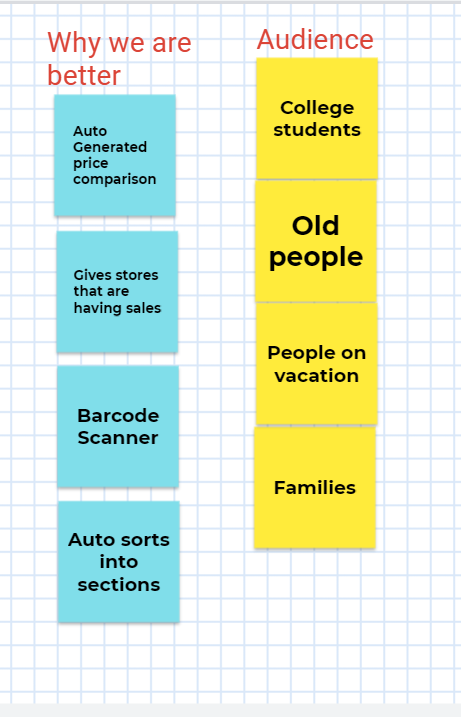 Why we are
better
Auto
Generated
price
comparison
Gives stores
that are
having sales
Barcode
Scanner
Auto sorts
into
sections
Audience
College
students
Old
people
People on
vacation
Families